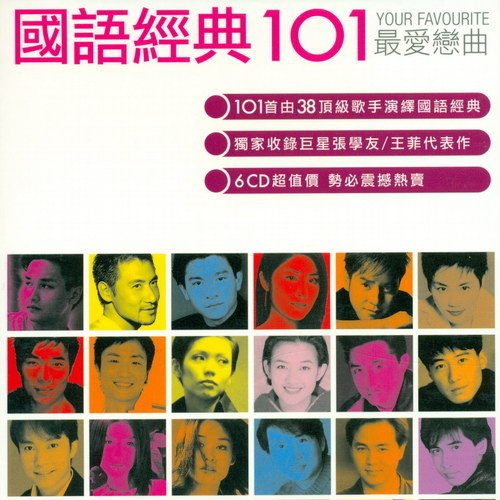 國語經典101
YOUR FAVOURITE
最愛戀曲
101首由38頂級歌手演繹國語經典
獨家收錄巨星張學友/王菲代表作
6CD超值價 勢必震撼熱賣